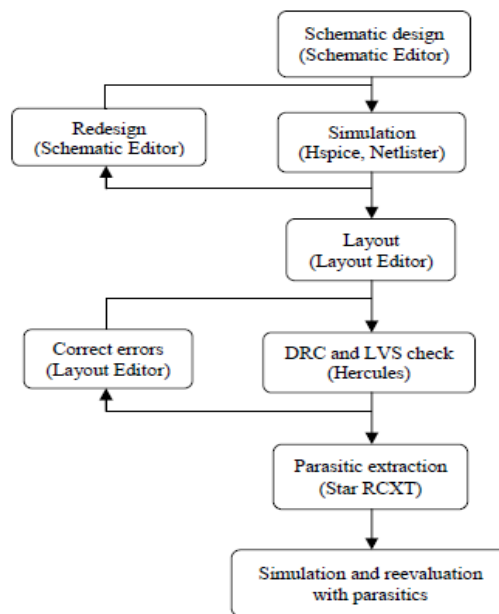 Schematic design
(Schematic Editor)
Redesign
(Schematic Editor)
Simulation
(Hspice, Netlister)
Layout
(Layout Editor)
Correct errors
(Layout Editor)
DRC and LVS check
(Hercules)
Parasitic extraction
(Star RCXT)
Simulation and reevaluation
with parasitics